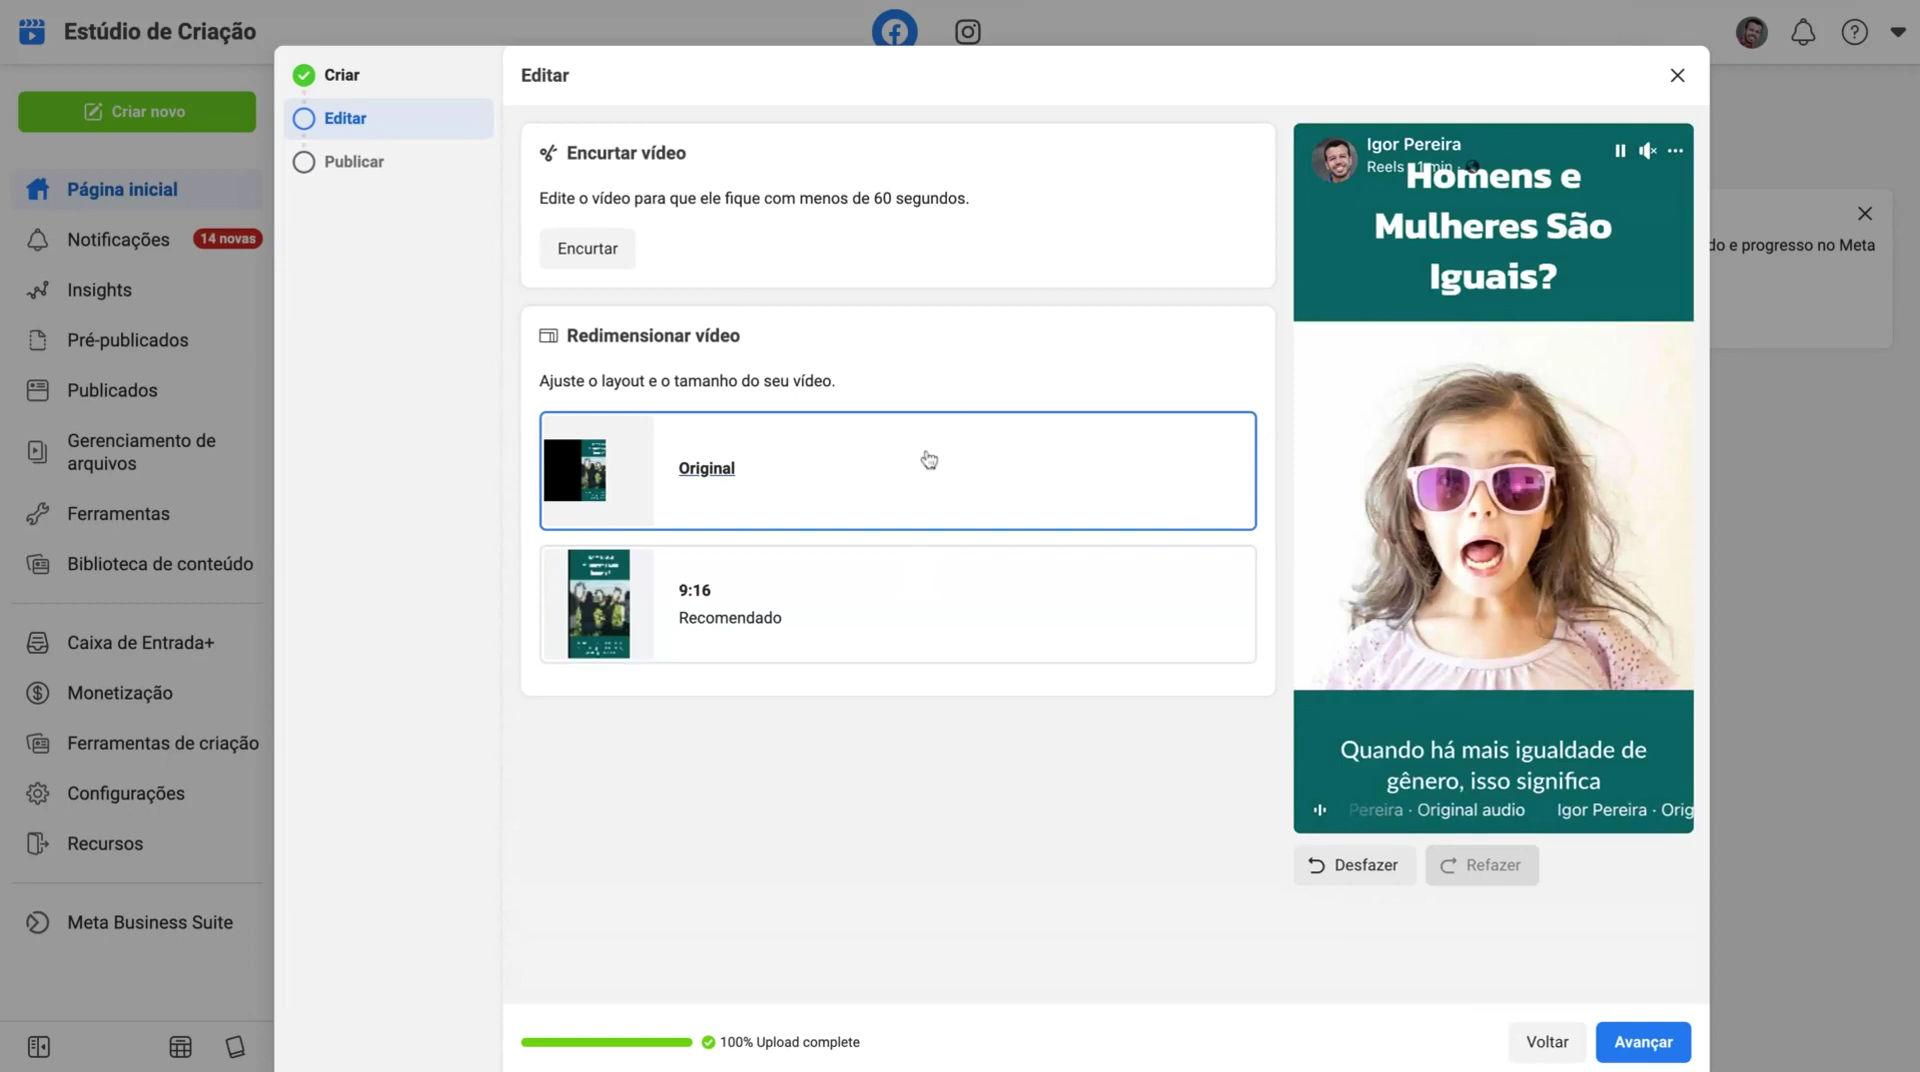 Estúdio de Criação
Criar novo
Página inicial
Notificações
14 novas
Insights
Pré-publicados
Publicados
Gerenciamento de
arquivos
Ferramentas
Biblioteca de conteúdo
Caixa de Entrada+
Monetização
Ferramentas de criação
Configurações
Recursos
Meta Business Suite
Criar
Editar
Publicar
Editar
Encurtar vídeo
Edite o vídeo para que ele fique com menos de 60 segundos.
Encurtar
Redimensionar vídeo
Ajuste o layout e o tamanho do seu vídeo.
Original
9:16
Recomendado
Igor Pereira
Reels · 1 min ·
Homens e
Mulheres São
Iguais?
Quando há mais igualdade de
gênero, isso significa
Pereira · Original audio Igor Pereira · Orig
Desfazer
Refazer
do e progresso no Meta
100% Upload complete
Voltar
Avançar